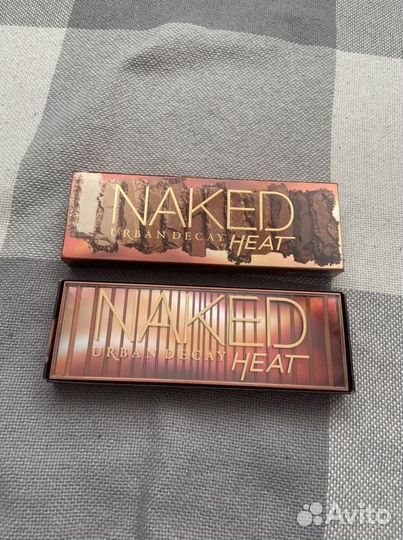 NAKED
URBAN DECAY HEAT
NAKED
URBAN DECAY HEAT
Avito